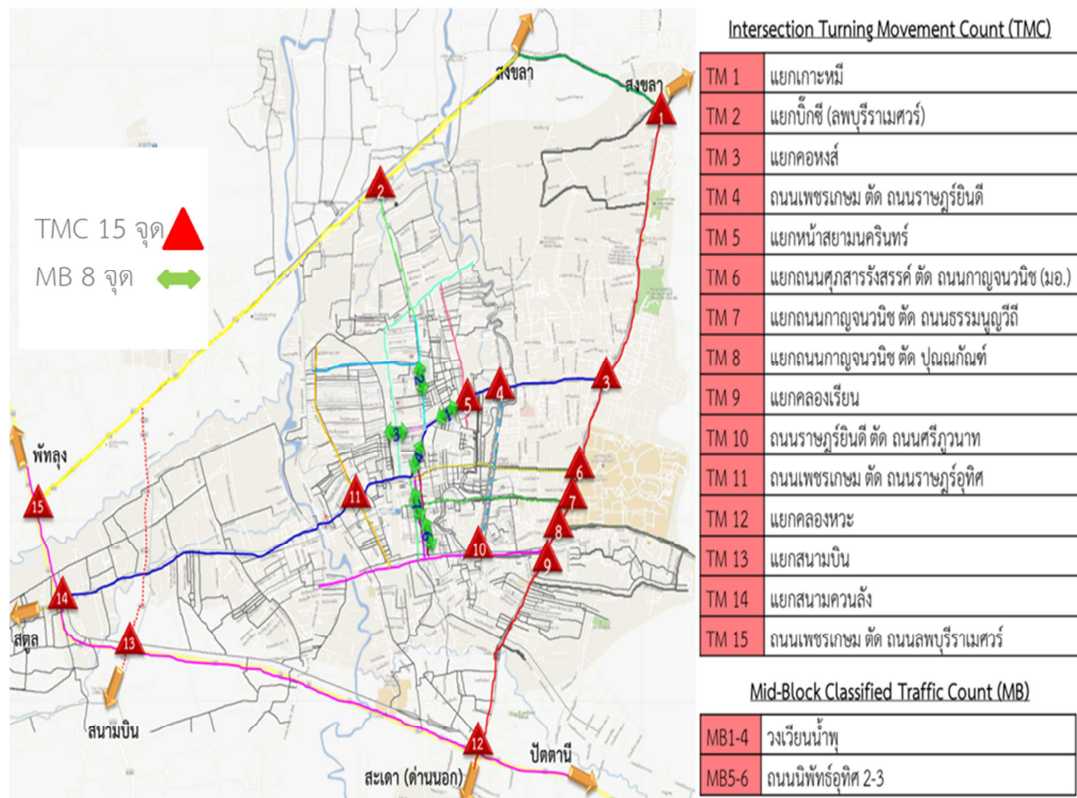 สงขลา
สงขลา
1
2
TMC 15 จุด
MB 8 จุด
3
4
5
พัทลุง
6
7
8
9
10
11
15
14
สตูล
13
สนามบิน
12
ปัตตานี
สะเดา (ด่านนอก)
Intersection Turning Movement Count (TMC)
TM 1 แยกเกาะหมี
TM 2 แยกบิ๊กซี (ลพบุรีราเมศวร์)
TM 3 แยกคอหงส์
TM 4 ถนนเพชรเกษม ตัด ถนนราษฎร์ยินดี
TM 5 แยกหน้าสยามนครินทร์
TM 6 แยกถนนศุภสารรังสรรค์ ตัด ถนนกาญจนวนิช (มอ.)
TM 7 แยกถนนกาญจนวนิช ตัด ถนนธรรมนูญวิถี
TM 8 แยกถนนกาญจนวนิช ตัด ปุณณกัณฑ์
TM 9 แยกคลองเรียน
TM 10 ถนนราษฎร์ยินดี ตัด ถนนศรีภูวนาท
TM 11 ถนนเพชรเกษม ตัด ถนนราษฎร์อุทิศ
TM 12 แยกคลองหวะ
TM 13 แยกสนามบิน
TM 14 แยกสนามควนลัง
TM 15 ถนนเพชรเกษม ตัด ถนนลพบุรีราเมศวร์
Mid-Block Classified Traffic Count (MB)
MB1-4 วงเวียนน้ำพุ
MB5-6 ถนนนิพัทธ์อุทิศ 2-3